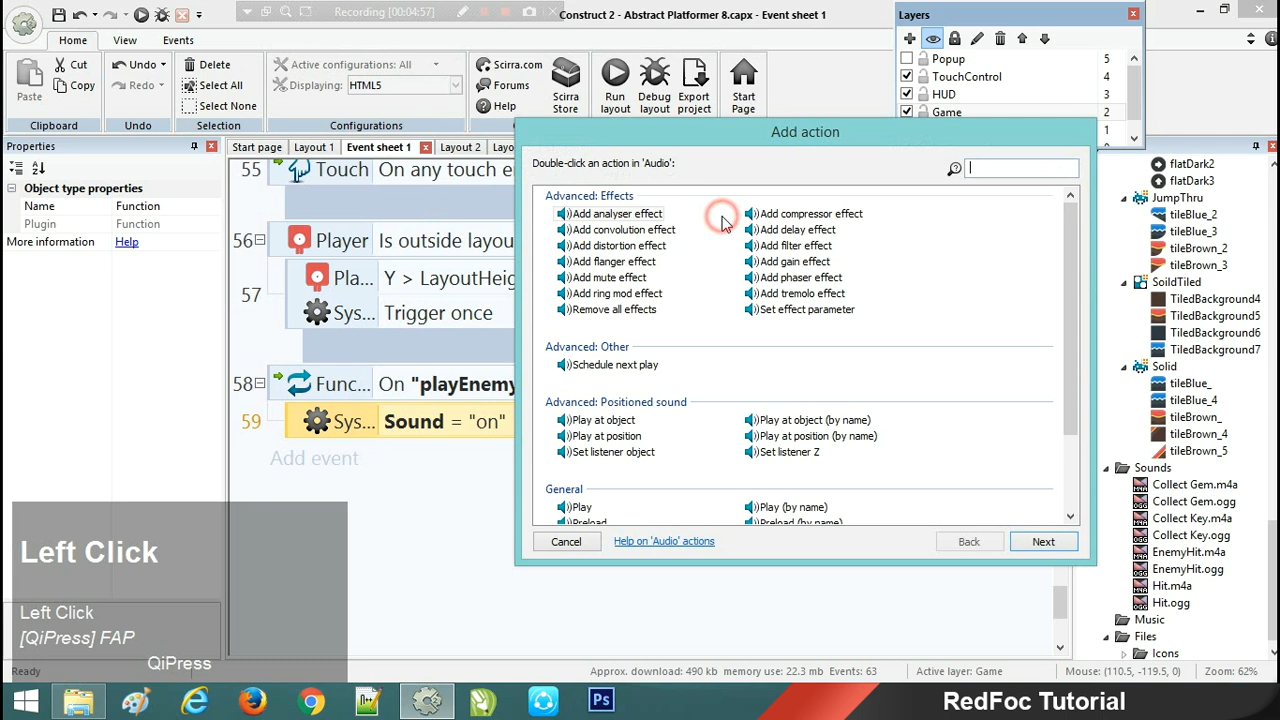 Recording [00:04:57]
Construct 2 - Abstract Platformer 8.capx - Event sheet 1
Home
View
Events
Paste
Cut
Copy
Clipboard
Undo
Redo
Undo
Delete
Select All
Select None
Selection
Active configurations: All
Displaying: HTML5
Configurations
Scirra.com
Forums
Help
Scirra Store
Run layout
Debug layout
Export project
Start Page
Layers
Popup 5
TouchControl 4
HUD 3
Game 2
1
Properties
Object type properties
Name Function
Plugin Function
More information Help
Start page
Layout 1
Event sheet 1
Layout 2
Layo
55 Touch On any touch e
56 Player Is outside layou
57 Pla... Y > LayoutHeig
Sys... Trigger once
58 Func... On "playEnemy
59 Sys... Sound = "on"
Add event
Add action
Double-click an action in 'Audio':
Advanced: Effects
Add analyser effect
Add compressor effect
Add convolution effect
Add delay effect
Add distortion effect
Add filter effect
Add flanger effect
Add gain effect
Add mute effect
Add phaser effect
Add ring mod effect
Add tremolo effect
Remove all effects
Set effect parameter
Advanced: Other
Schedule next play
Advanced: Positioned sound
Play at object
Play at object (by name)
Play at position
Play at position (by name)
Set listener object
Set listener Z
General
Play
Play (by name)
Preload
Preload (by name)
Cancel
Help on 'Audio' actions
Back
Next
flatDark2
flatDark3
JumpThru
tileBlue_2
tileBlue_3
tileBrown_2
tileBrown_3
SoildTiled
TiledBackground4
TiledBackground5
TiledBackground6
TiledBackground7
Solid
tileBlue_
tileBlue_4
tileBrown_
tileBrown_4
tileBrown_5
Sounds
Collect Gem.m4a
Collect Gem.ogg
Collect Key.m4a
Collect Key.ogg
EnemyHit.m4a
EnemyHit.ogg
Hit.m4a
Hit.ogg
Music
Files
Icons
Left Click
Left Click
[QiPress] FAP
QiPress
Ready
Approx. download: 490 kb
memory use: 22.3 mb
Events: 63
Active layer: Game
Mouse: (110.5, -119.5, 0)
Zoom: 62%
Ps
RedFoc Tutorial